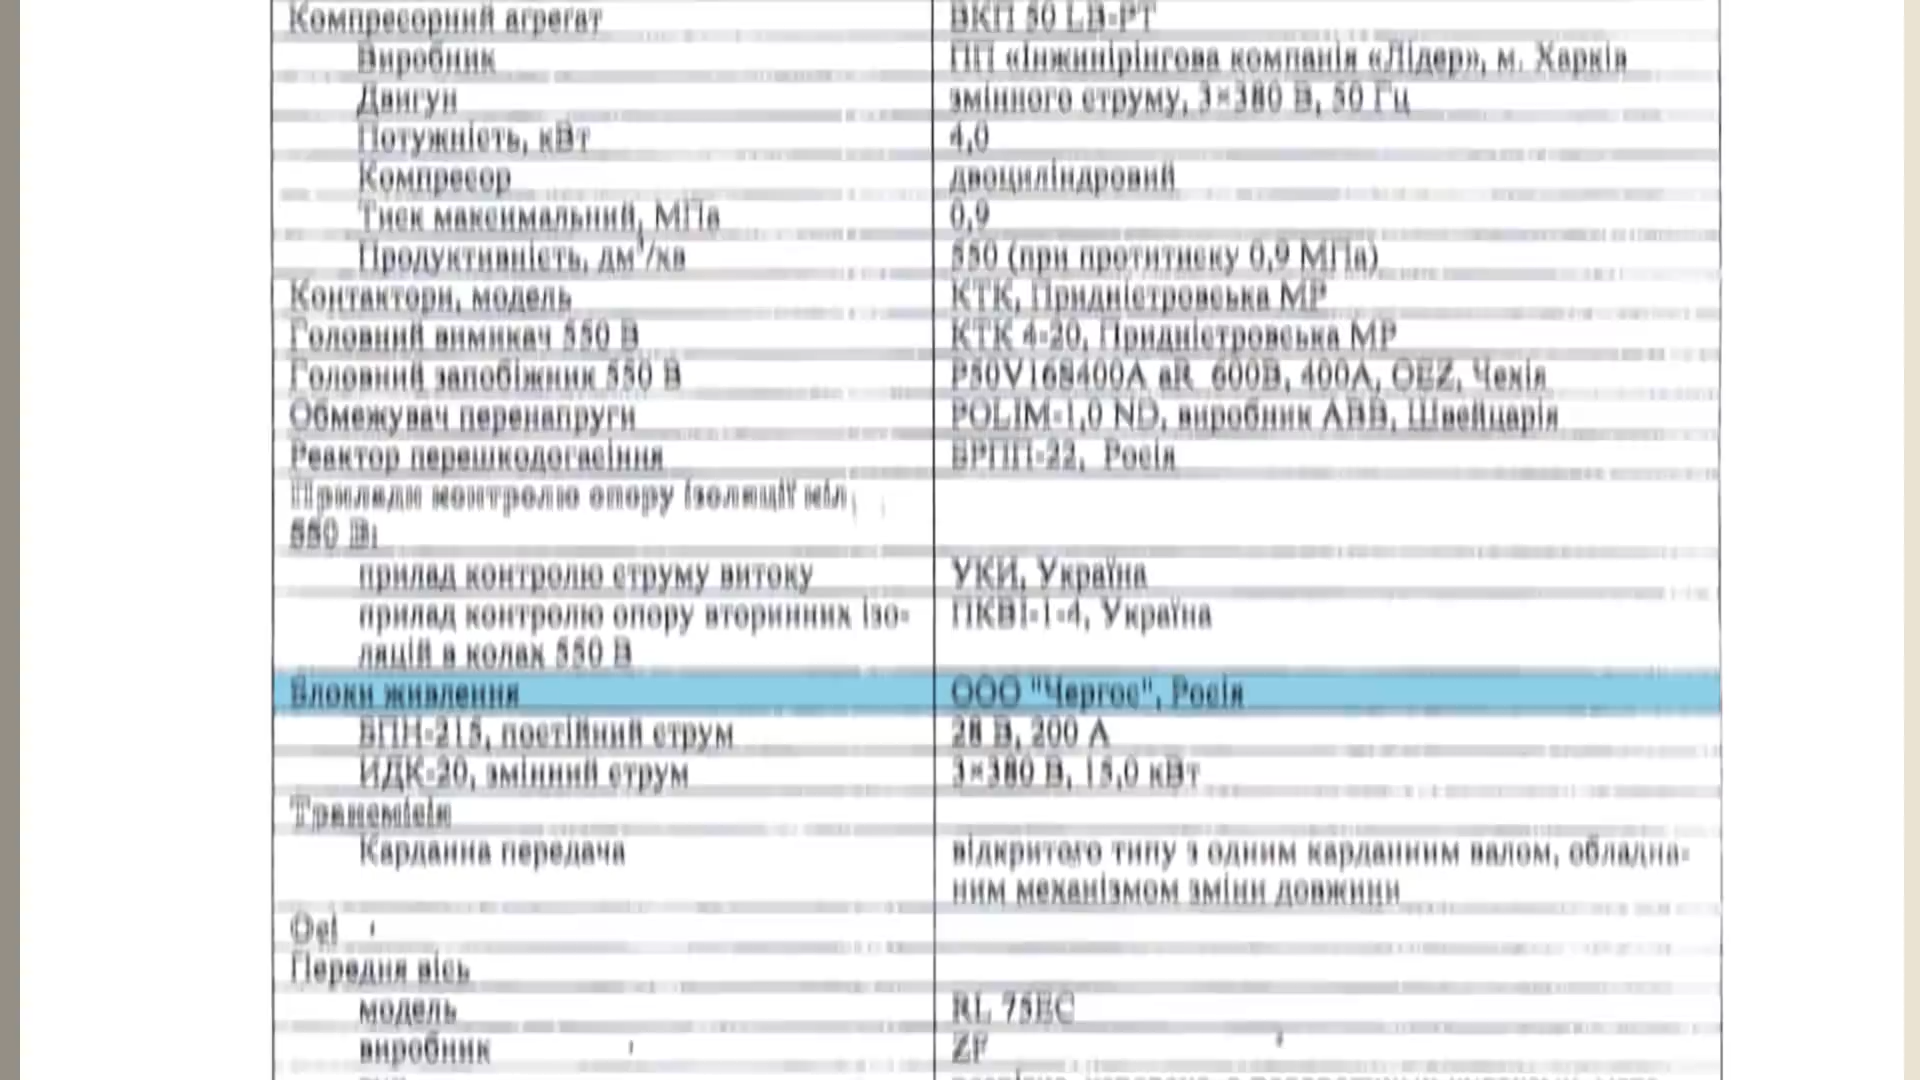 Компресорний агрегат ВКП 50 LB-РТ
Виробник ПП «Інжинірінгова компанія «Лідер», м. Харків
Двигун змінного струму, 3×380 В, 50 Гц
Потужність, кВт 4,0
Компресор двоциліндровий
Тиск максимальний, МПа 0,9
Продуктивність, дм³/хв 550 (при протитиску 0,9 МПа)
Контактори, модель КТК, Придністровська МР
Головний вимикач 550 В КТК 4-20, Придністровська МР
Головний запобіжник 550 В P50V16S400A aR 600В, 400А, OEZ, Чехія
Обмежувач перенапруги POLIM-1,0 ND, виробник АВВ, Швейцарія
Реактор перешкодогасіння БРПП-22, Росія
Прилади контролю опору ізоляції кіл
550 В:
прилад контролю струму витоку УКИ, Україна
прилад контролю опору вторинних ізо- ПКВІ-1-4, Україна
ляцій в колах 550 В
Блоки живлення ООО "Чергос", Росія
БПН-215, постійний струм 28 В, 200 А
ИДК-20, змінний струм 3×380 В, 15,0 кВт
Трансмісія
Карданна передача відкритого типу з одним карданним валом, обладна-
ним механізмом зміни довжини
Осі
Передня вісь
модель RL 75EC
виробник ZF